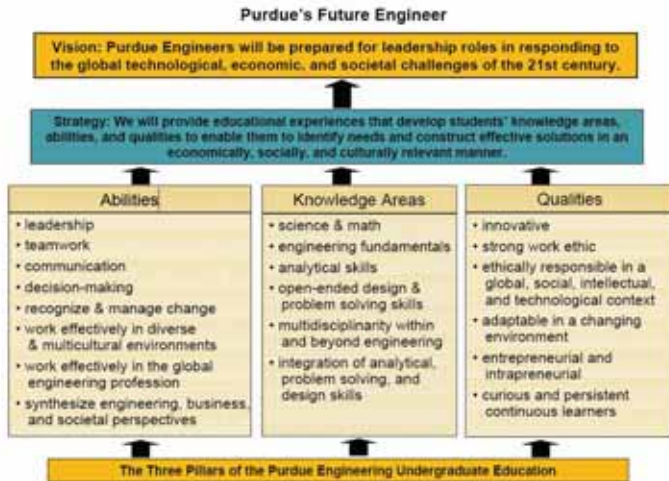 Purdue's Future Engineer
Vision: Purdue Engineers will be prepared for leadership roles in responding to
the global technological, economic, and societal challenges of the 21st century.
Strategy: We will provide educational experiences that develop students' knowledge areas,
abilities, and qualities to enable them to identify needs and construct effective solutions in an
economically, socially, and culturally relevant manner.
Abilities
• leadership
• teamwork
• communication
• decision-making
• recognize & manage change
• work effectively in diverse
& multicultural environments
• work effectively in the global
engineering profession
• synthesize engineering, business,
and societal perspectives
Knowledge Areas
• science & math
• engineering fundamentals
• analytical skills
• open-ended design &
problem solving skills
• multidisciplinarity within
and beyond engineering
• integration of analytical,
problem solving, and
design skills
Qualities
• innovative
• strong work ethic
• ethically responsible in a
global, social, intellectual,
and technological context
• adaptable in a changing
environment
• entrepreneurial and
intrapreneurial
• curious and persistent
continuous learners
The Three Pillars of the Purdue Engineering Undergraduate Education